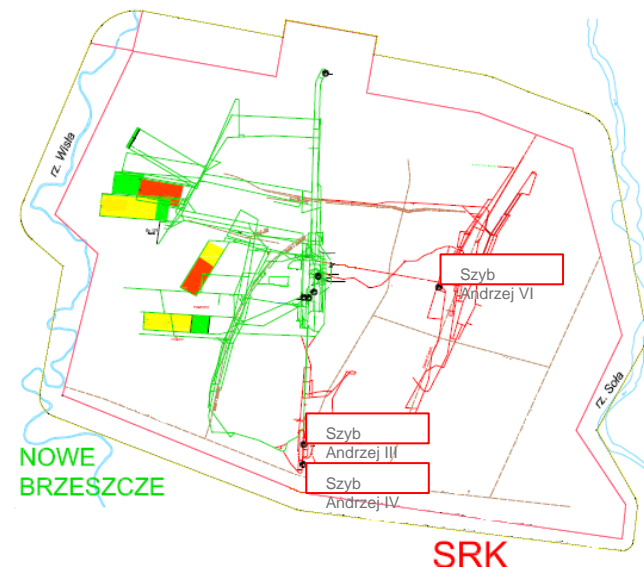 rz. Wisła
Szyb
Andrzej VI
rz. Soła
Szyb
Andrzej III
NOWE
BRZESZCZE
Szyb
Andrzej IV
SRK